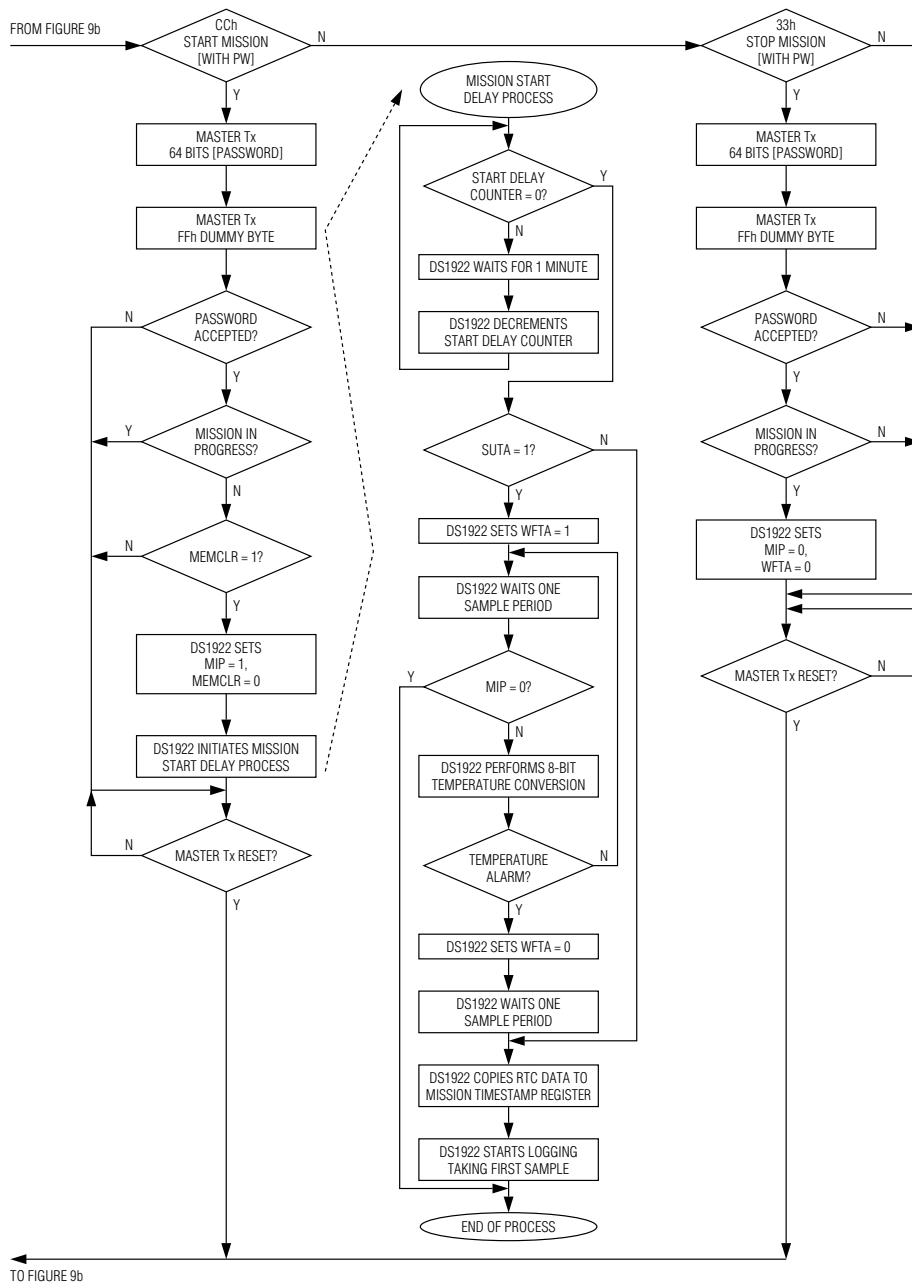 FROM FIGURE 9b
CCh
START MISSION
[WITH PW]
N
Y
MASTER Tx
64 BITS [PASSWORD]
MASTER Tx
FFh DUMMY BYTE
PASSWORD
ACCEPTED?
N
Y
MISSION IN
PROGRESS?
Y
N
MEMCLR = 1?
N
Y
DS1922 SETS
MIP = 1,
MEMCLR = 0
DS1922 INITIATES MISSION
START DELAY PROCESS
MASTER Tx RESET?
N
Y
MISSION START
DELAY PROCESS
START DELAY
COUNTER = 0?
Y
N
DS1922 WAITS FOR 1 MINUTE
DS1922 DECREMENTS
START DELAY COUNTER
SUTA = 1?
N
Y
DS1922 SETS WFTA = 1
DS1922 WAITS ONE
SAMPLE PERIOD
MIP = 0?
Y
N
DS1922 PERFORMS 8-BIT
TEMPERATURE CONVERSION
TEMPERATURE
ALARM?
N
Y
DS1922 SETS WFTA = 0
DS1922 WAITS ONE
SAMPLE PERIOD
DS1922 COPIES RTC DATA TO
MISSION TIMESTAMP REGISTER
DS1922 STARTS LOGGING
TAKING FIRST SAMPLE
END OF PROCESS
33h
STOP MISSION
[WITH PW]
N
Y
MASTER Tx
64 BITS [PASSWORD]
MASTER Tx
FFh DUMMY BYTE
PASSWORD
ACCEPTED?
N
Y
MISSION IN
PROGRESS?
N
Y
DS1922 SETS
MIP = 0,
WFTA = 0
MASTER Tx RESET?
N
Y
TO FIGURE 9b